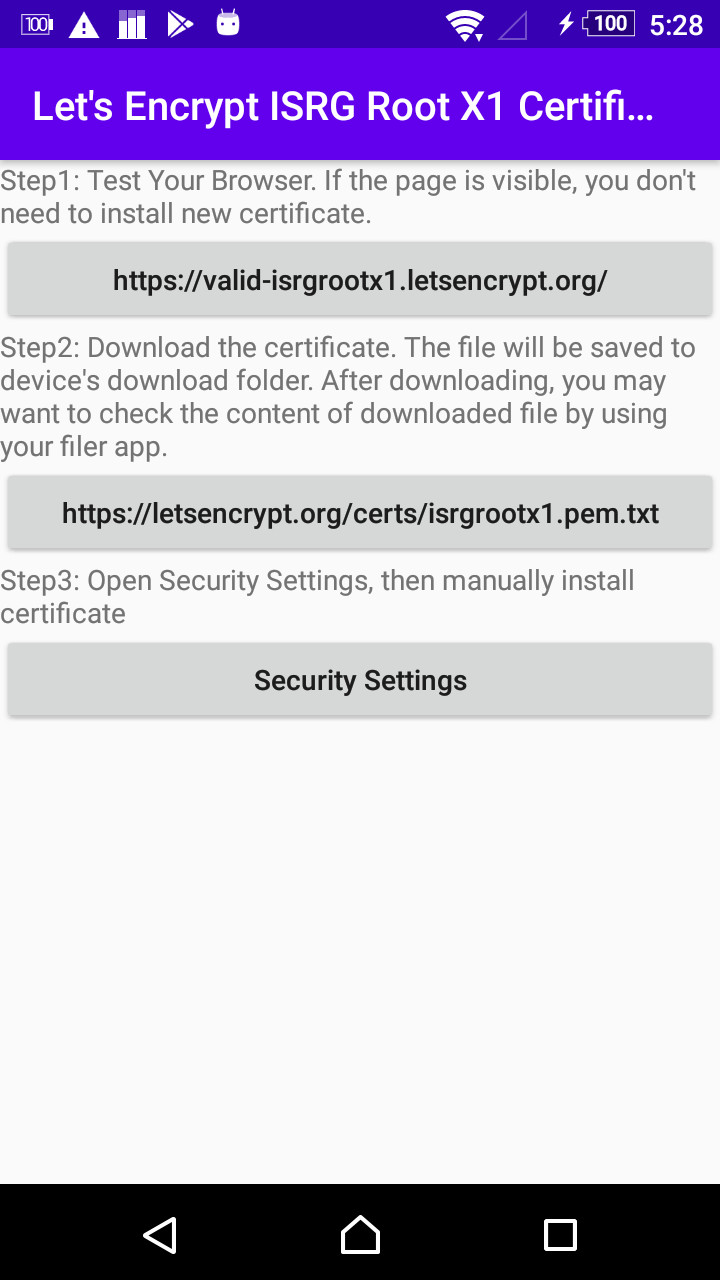 100 100 5:28
Let's Encrypt ISRG Root X1 Certifi...
Step1: Test Your Browser. If the page is visible, you don't
need to install new certificate.
https://valid-isrgrootx1.letsencrypt.org/
Step2: Download the certificate. The file will be saved to
device's download folder. After downloading, you may
want to check the content of downloaded file by using
your filer app.
https://letsencrypt.org/certs/isrgrootx1.pem.txt
Step3: Open Security Settings, then manually install
certificate
Security Settings